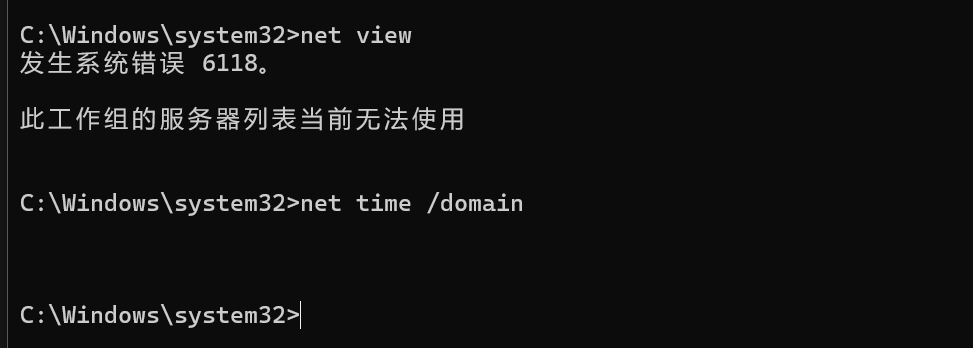 C:\Windows\system32>net view
发生系统错误 6118。
此工作组的服务器列表当前无法使用
C:\Windows\system32>net time /domain
C:\Windows\system32>